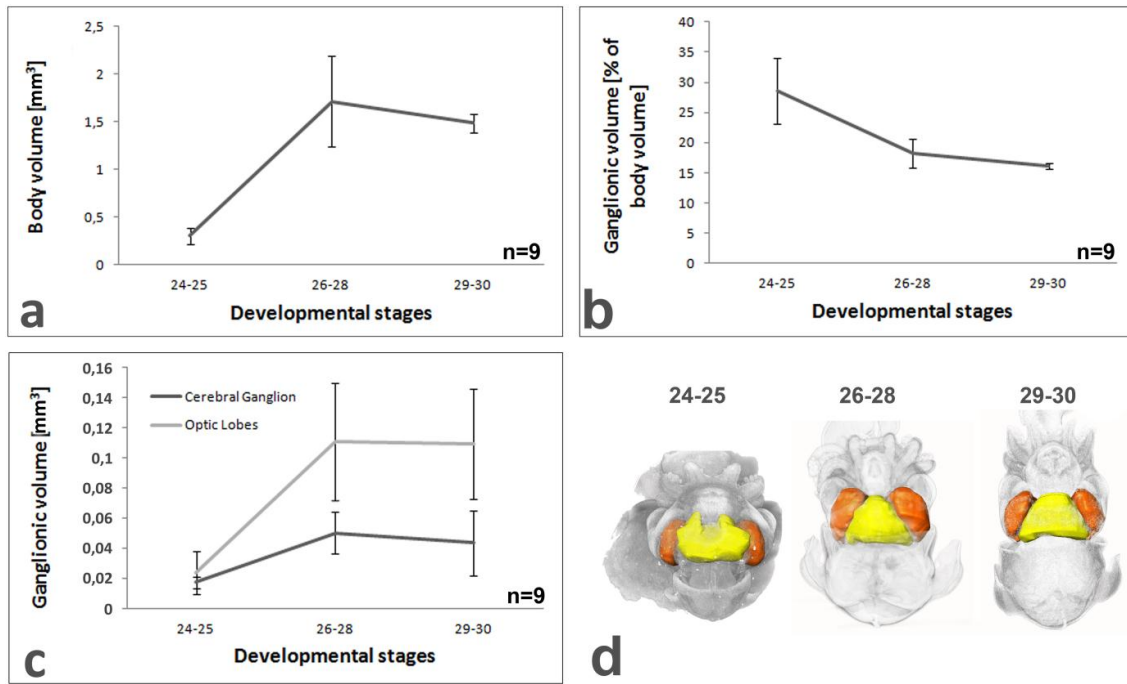 Body volume [mm³]
2,5
2
1,5
1
0,5
0
24-25
26-28
29-30
Developmental stages
n=9
a
Ganglionic volume [% of
body volume]
40
35
30
25
20
15
10
5
0
24-25
26-28
29-30
Developmental stages
n=9
b
Ganglionic volume [mm³]
0,16
0,14
0,12
0,1
0,08
0,06
0,04
0,02
0
Cerebral Ganglion
Optic Lobes
24-25
26-28
29-30
Developmental stages
n=9
c
24-25
26-28
29-30
d